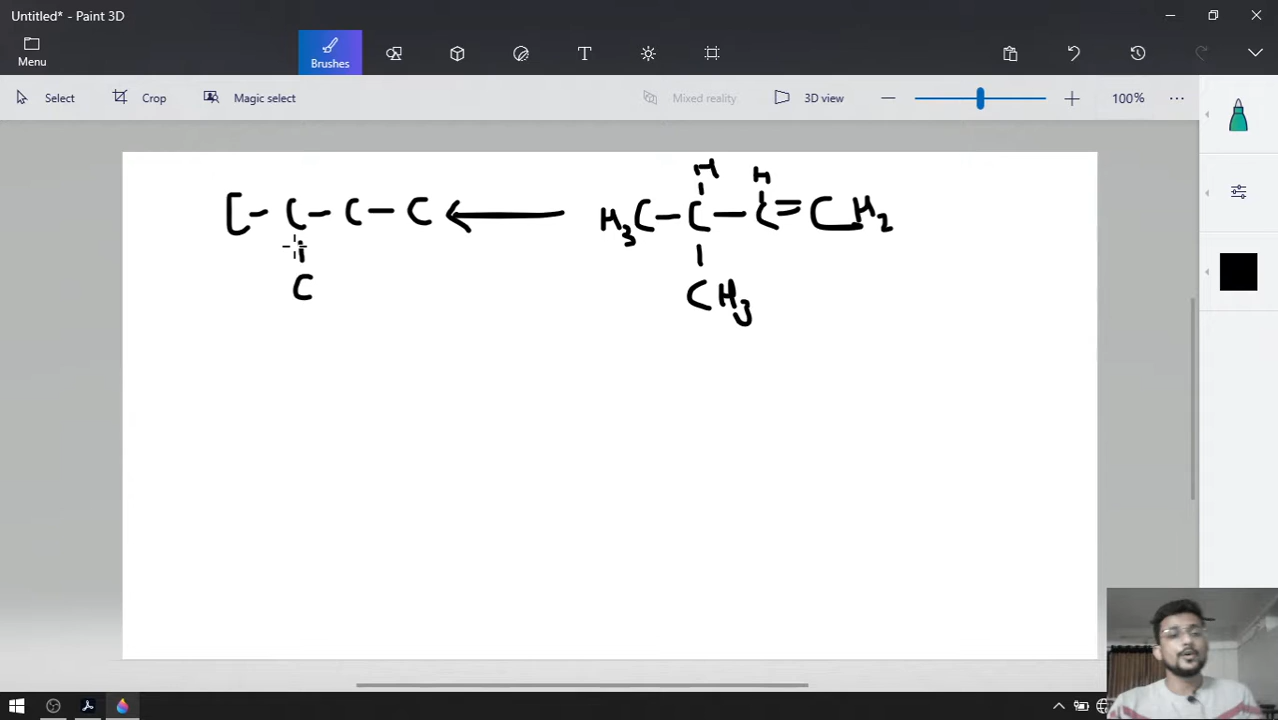 Untitled* - Paint 3D
Menu
Brushes
Select
Crop
Magic select
Mixed reality
3D view
100%
H H
C - C - C - C ← H3C - C - C = CH2
C CH3